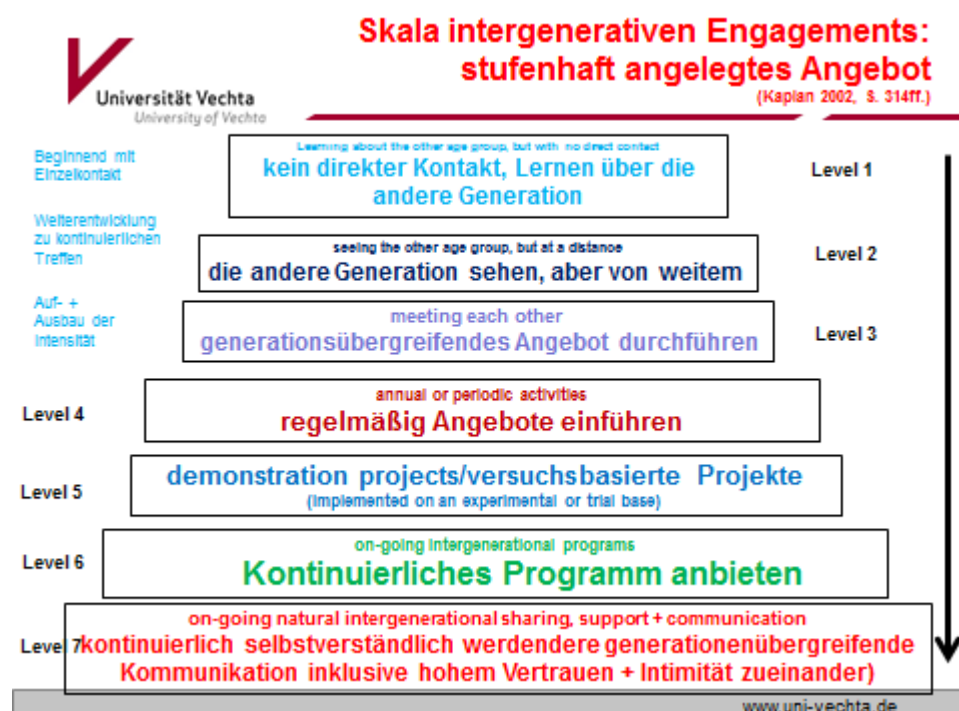 Skala intergenerativen Engagements:
stufenhaft angelegtes Angebot
(Kaplan 2002, S. 314ff.)
Universität Vechta
University of Vechta
Beginnend mit
Einzelkontakt
Learning about the other age group, but with no direct contact
kein direkter Kontakt, Lernen über die
andere Generation
Level 1
Weiterentwicklung
zu kontinuierlichen
Treffen
seeing the other age group, but at a distance
die andere Generation sehen, aber von weitem
Level 2
Auf- +
Ausbau der
Intensität
meeting each other
generationsübergreifendes Angebot durchführen
Level 3
annual or periodic activities
regelmäßig Angebote einführen
Level 4
demonstration projects/versuchsbasierte Projekte
(implemented on an experimental or trial base)
Level 5
on-going intergenerational programs
Kontinuierliches Programm anbieten
Level 6
on-going natural intergenerational sharing, support + communication
Level 7 kontinuierlich selbstverständlich werdendere generationenübergreifende
Kommunikation inklusive hohem Vertrauen + Intimität zueinander)
www.uni-vechta.de